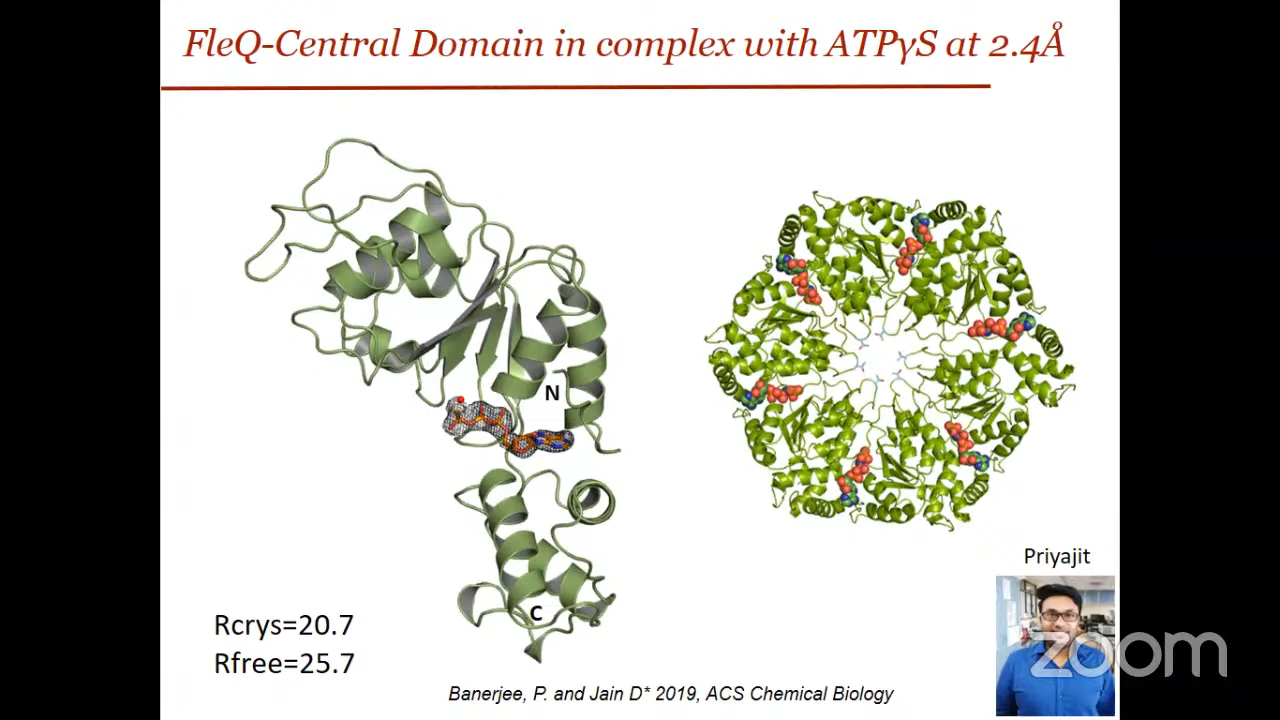 FleQ-Central Domain in complex with ATPγS at 2.4Å
N
C
Priyajit
Rcrys=20.7
Rfree=25.7
Banerjee, P. and Jain D* 2019, ACS Chemical Biology
zoom